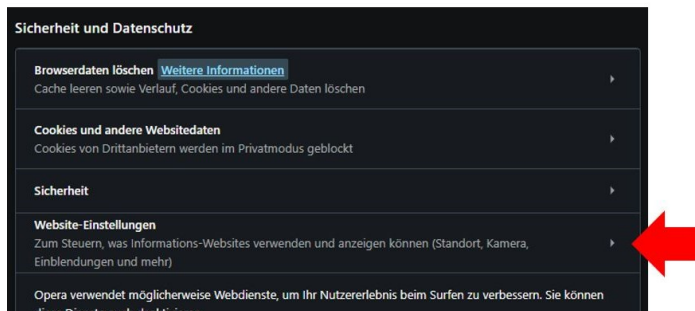 Sicherheit und Datenschutz
Browserdaten löschen Weitere Informationen
Cache leeren sowie Verlauf, Cookies und andere Daten löschen
Cookies und andere Websitedaten
Cookies von Drittanbietern werden im Privatmodus geblockt
Sicherheit
Website-Einstellungen
Zum Steuern, was Informations-Websites verwenden und anzeigen können (Standort, Kamera,
Einblendungen und mehr)
Opera verwendet möglicherweise Webdienste, um Ihr Nutzererlebnis beim Surfen zu verbessern. Sie können